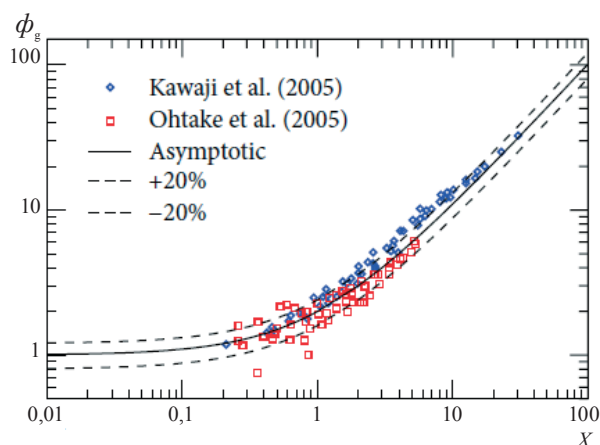 ϕg
100
Kawaji et al. (2005)
Ohtake et al. (2005)
Asymptotic
+20%
−20%
10
1
0,01 0,1 1 10 100
X